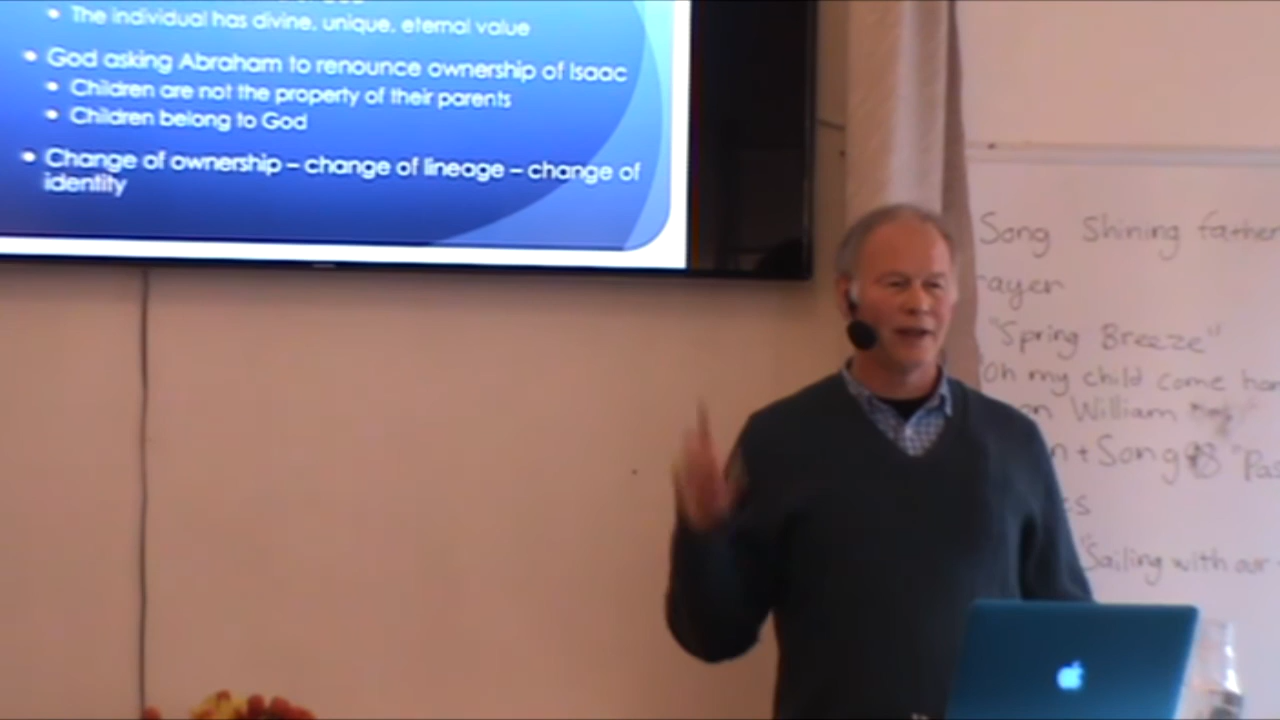 • The individual has divine, unique, eternal value
• God asking Abraham to renounce ownership of Isaac
• Children are not the property of their parents
• Children belong to God
• Change of ownership – change of lineage – change of
identity
Song Shining father
rayer
"Spring Breeze"
Oh my child come
William
+ Song "
"Sailing with our